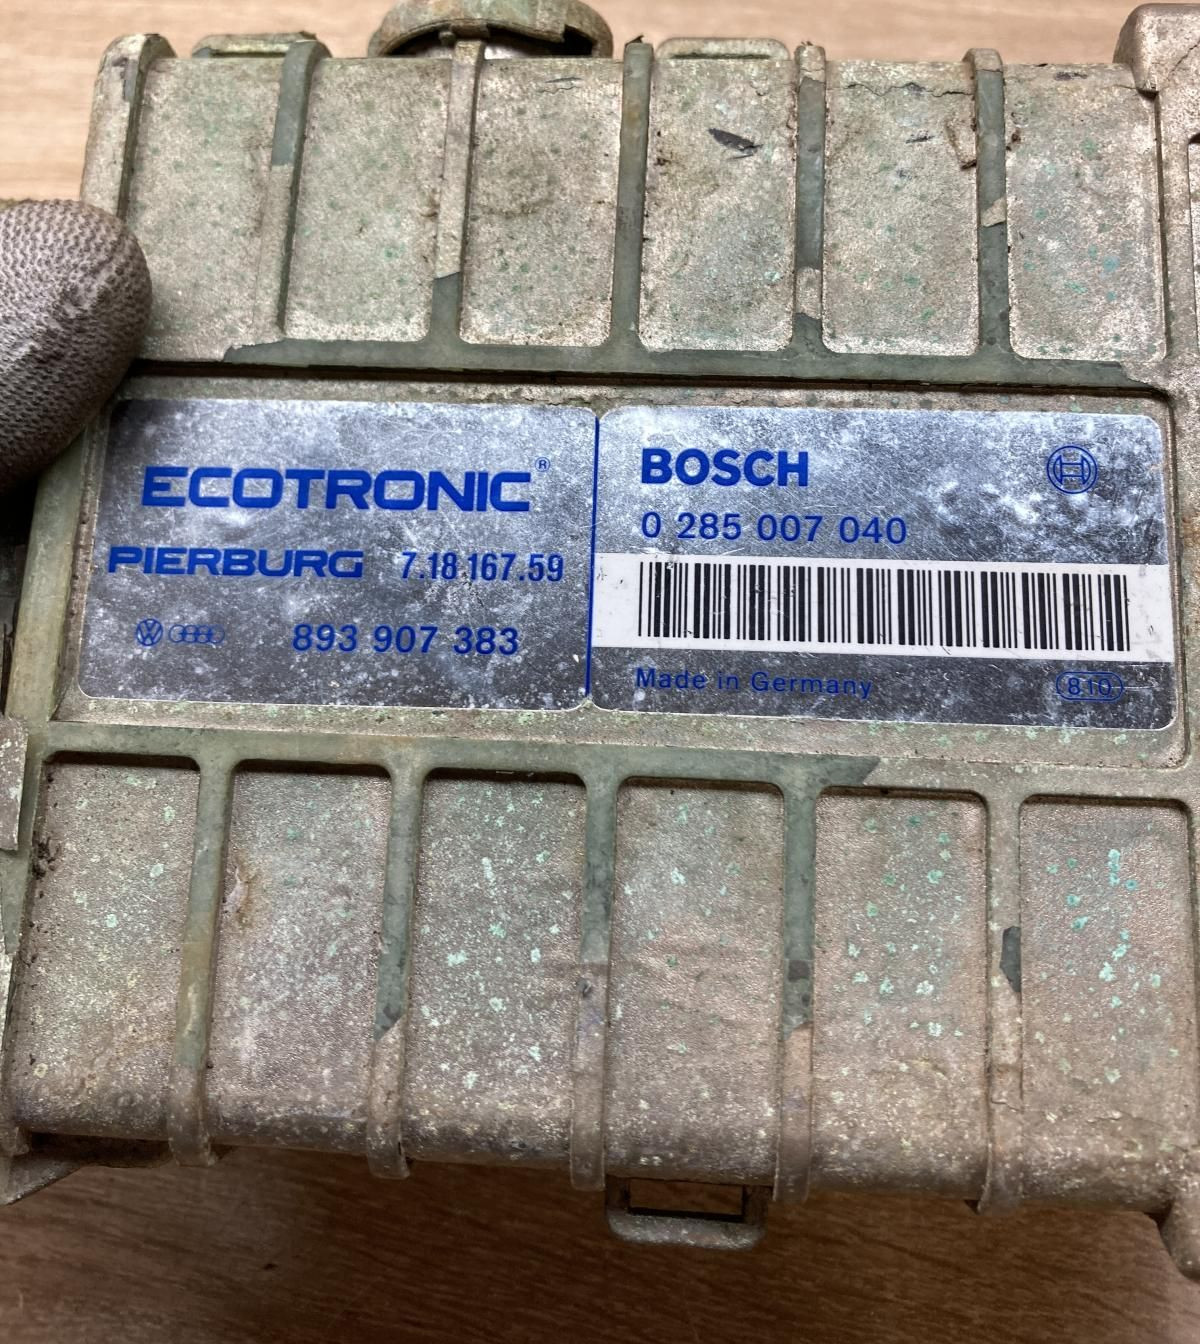 ECOTRONIC®
PIERBURG 7.18 167.59
893 907 383
BOSCH
0 285 007 040
Made in Germany
810